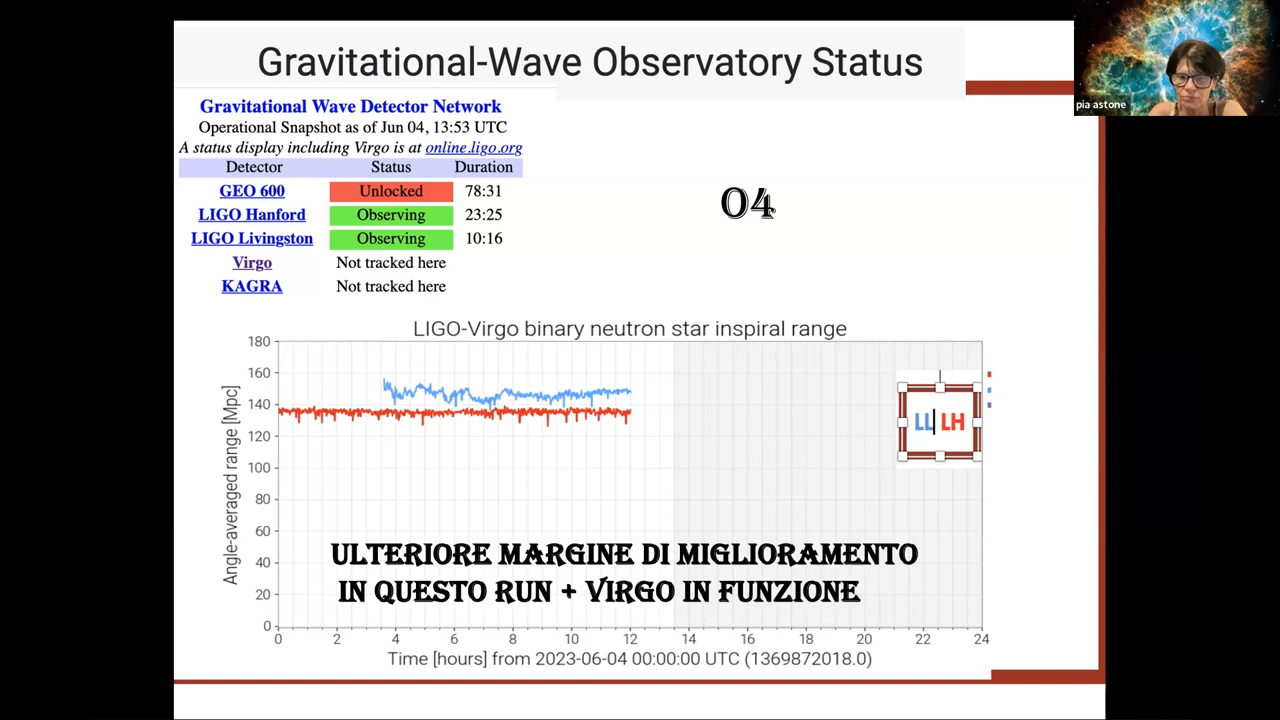 Gravitational-Wave Observatory Status
pia astone
Gravitational Wave Detector Network
Operational Snapshot as of Jun 04, 13:53 UTC
A status display including Virgo is at online.ligo.org
Detector Status Duration
GEO 600 Unlocked 78:31
LIGO Hanford Observing 23:25
LIGO Livingston Observing 10:16
Virgo Not tracked here
KAGRA Not tracked here
O4
LIGO-Virgo binary neutron star inspiral range
180
160
140
120
100
80
60
40
20
0
Angle-averaged range [Mpc]
LL LH
ULTERIORE MARGINE DI MIGLIORAMENTO
IN QUESTO RUN + VIRGO IN FUNZIONE
0 2 4 6 8 10 12 14 16 18 20 22 24
Time [hours] from 2023-06-04 00:00:00 UTC (1369872018.0)